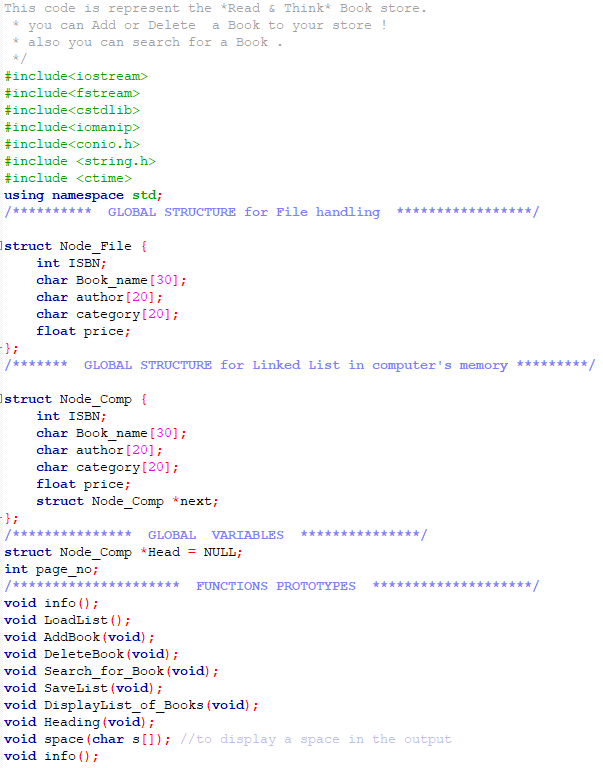 This code is represent the *Read & Think* Book store.
* you can Add or Delete  a Book to your store !
* also you can search for a Book .
*/
#include<iostream>
#include<fstream>
#include<cstdlib>
#include<iomanip>
#include<conio.h>
#include <string.h>
#include <ctime>
using namespace std;
/**********  GLOBAL STRUCTURE for File handling  *****************/
struct Node_File {
    int ISBN;
    char Book_name[30];
    char author[20];
    char category[20];
    float price;
};
/*******  GLOBAL STRUCTURE for Linked List in computer's memory *********/
struct Node_Comp {
    int ISBN;
    char Book_name[30];
    char author[20];
    char category[20];
    float price;
    struct Node_Comp *next;
};
/***************  GLOBAL  VARIABLES  ***************/
struct Node_Comp *Head = NULL;
int page_no;
/*********************  FUNCTIONS PROTOTYPES  ********************/
void info();
void LoadList();
void AddBook(void);
void DeleteBook(void);
void Search_for_Book(void);
void SaveList(void);
void DisplayList_of_Books(void);
void Heading(void);
void space(char s[]); //to display a space in the output
void info();